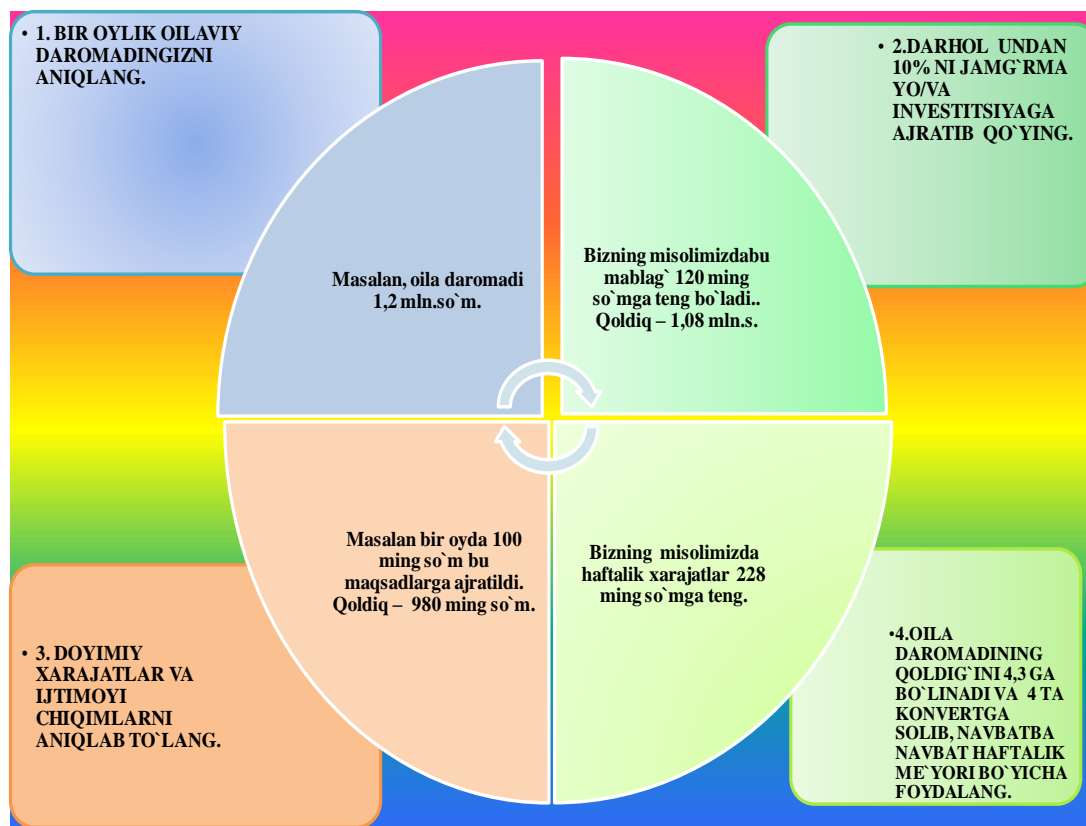 • 1. BIR OYLIK OILAVIY
DAROMADINGIZNI
ANIQLANG.
• 2.DARHOL UNDAN
10% NI JAMG`RMA
YO/VA
INVESTITSIYAGA
AJRATIB QO`YING.
Masalan, oila daromadi
1,2 mln.so`m.
Bizning misolimizdabu
mablag` 120 ming
so`mga teng bo`ladi..
Qoldiq – 1,08 mln.s.
Masalan bir oyda 100
ming so`m bu
maqsadlarga ajratildi.
Qoldiq – 980 ming so`m.
Bizning misolimizda
haftalik xarajatlar 228
ming so`mga teng.
• 3. DOYIMIY
XARAJATLAR VA
IJTIMOYI
CHIQIMLARNI
ANIQLAB TO`LANG.
•4.OILA
DAROMADINING
QOLDIG`INI 4,3 GA
BO`LINADI VA 4 TA
KONVERTGA
SOLIB, NAVBATBA
NAVBAT HAFTALIK
ME`YORI BO`YICHA
FOYDALANG.